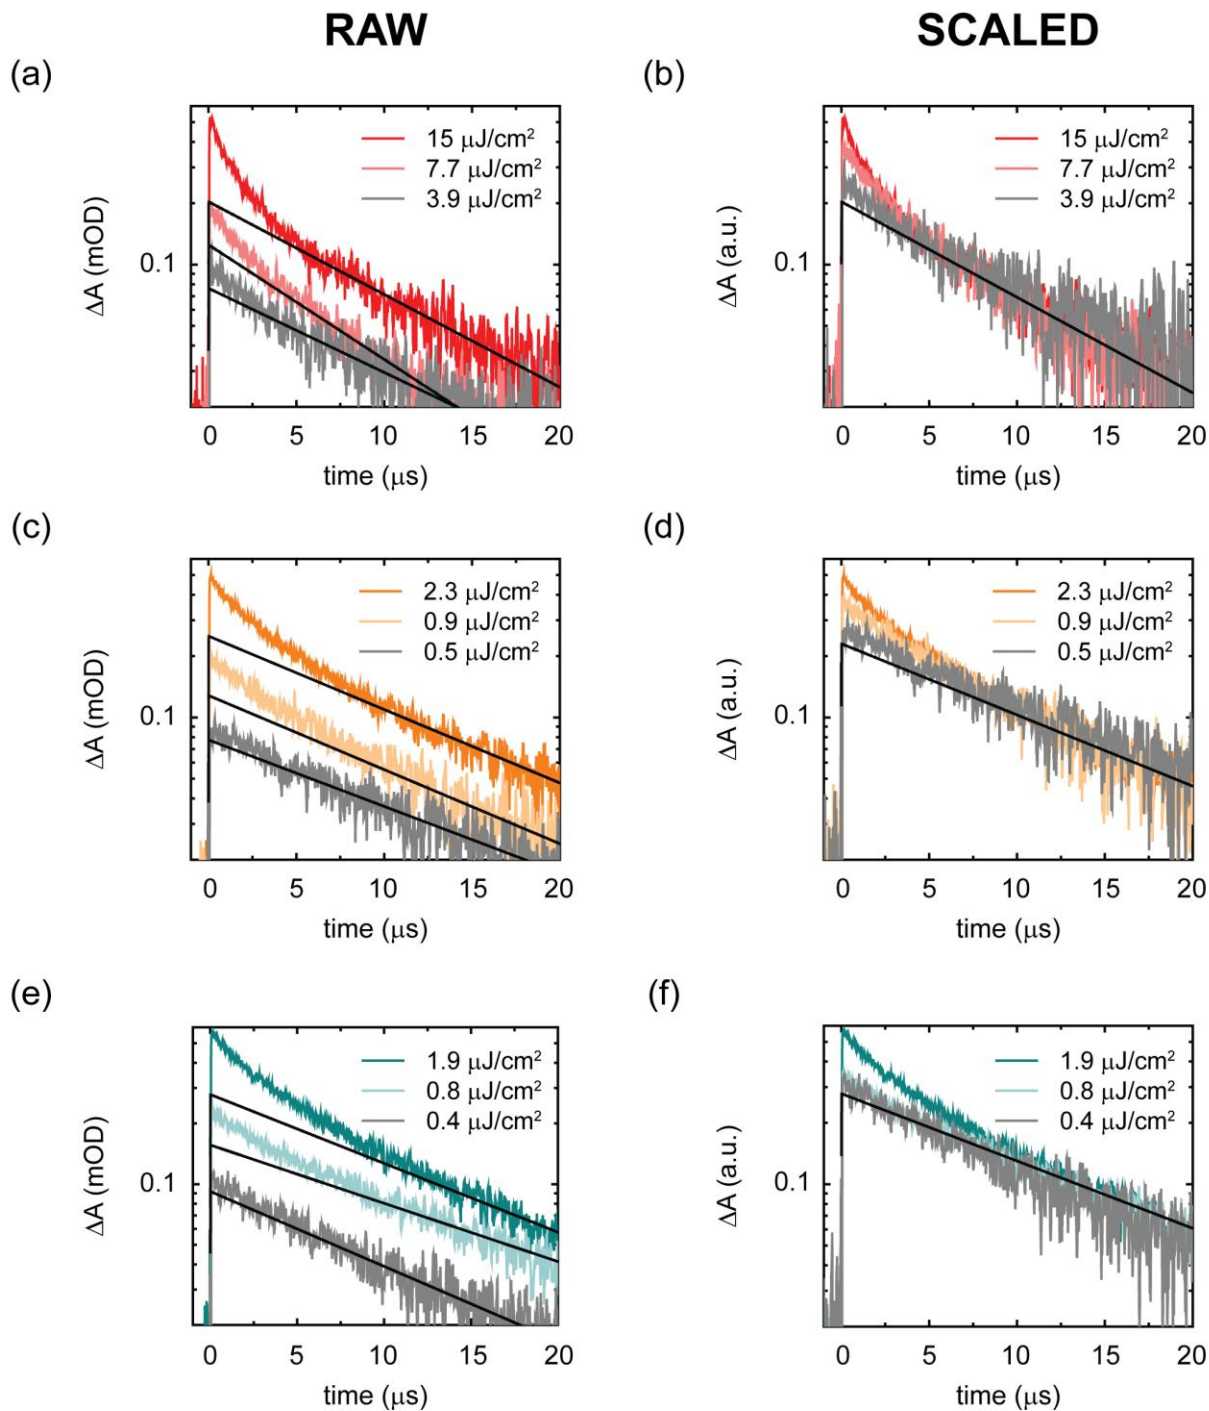 RAW
SCALED
(a)
15 μJ/cm²
7.7 μJ/cm²
3.9 μJ/cm²
ΔA (mOD)
0.1
0 5 10 15 20
time (μs)
(b)
15 μJ/cm²
7.7 μJ/cm²
3.9 μJ/cm²
ΔA (a.u.)
0.1
0 5 10 15 20
time (μs)
(c)
2.3 μJ/cm²
0.9 μJ/cm²
0.5 μJ/cm²
ΔA (mOD)
0.1
0 5 10 15 20
time (μs)
(d)
2.3 μJ/cm²
0.9 μJ/cm²
0.5 μJ/cm²
ΔA (a.u.)
0.1
0 5 10 15 20
time (μs)
(e)
1.9 μJ/cm²
0.8 μJ/cm²
0.4 μJ/cm²
ΔA (mOD)
0.1
0 5 10 15 20
time (μs)
(f)
1.9 μJ/cm²
0.8 μJ/cm²
0.4 μJ/cm²
ΔA (a.u.)
0.1
0 5 10 15 20
time (μs)